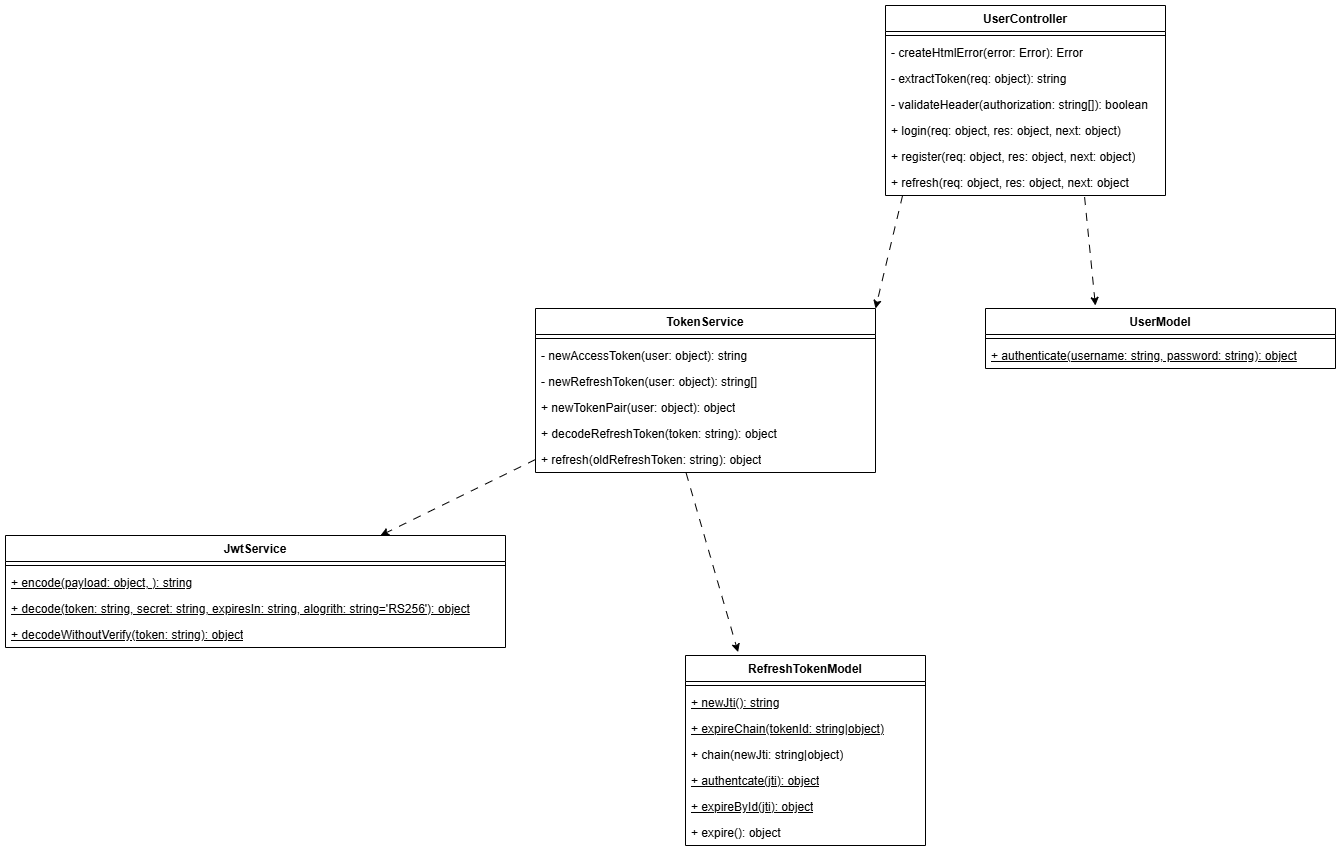 UserController
- createHtmlError(error: Error): Error
- extractToken(req: object): string
- validateHeader(authorization: string[]): boolean
+ login(req: object, res: object, next: object)
+ register(req: object, res: object, next: object)
+ refresh(req: object, res: object, next: object
TokenService
- newAccessToken(user: object): string
- newRefreshToken(user: object): string[]
+ newTokenPair(user: object): object
+ decodeRefreshToken(token: string): object
+ refresh(oldRefreshToken: string): object
UserModel
+ authenticate(username: string, password: string): object
JwtService
+ encode(payload: object, ): string
+ decode(token: string, secret: string, expiresIn: string, alogrith: string='RS256'): object
+ decodeWithoutVerify(token: string): object
RefreshTokenModel
+ newJti(): string
+ expireChain(tokenId: string|object)
+ chain(newJti: string|object)
+ authentcate(jti): object
+ expireById(jti): object
+ expire(): object